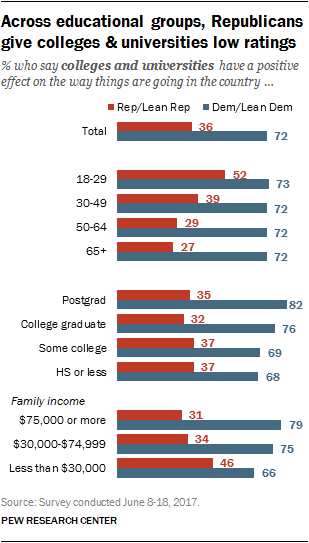 Across educational groups, Republicans
give colleges & universities low ratings
% who say colleges and universities have a positive
effect on the way things are going in the country ...
Rep/Lean Rep Dem/Lean Dem
Total 36
72
18-29 52
73
30-49 39
72
50-64 29
72
65+ 27
72
Postgrad 35
82
College graduate 32
76
Some college 37
69
HS or less 37
68
Family income
$75,000 or more 31
79
$30,000-$74,999 34
75
Less than $30,000 46
66
Source: Survey conducted June 8-18, 2017.
PEW RESEARCH CENTER